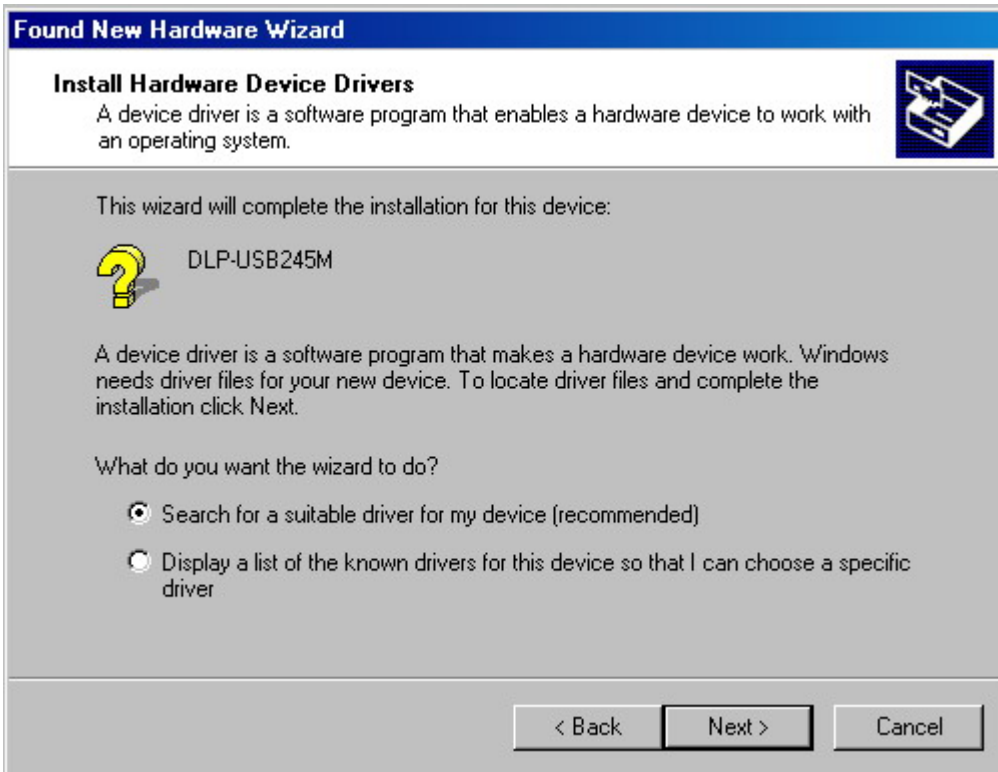 Found New Hardware Wizard
Install Hardware Device Drivers
A device driver is a software program that enables a hardware device to work with
an operating system.
This wizard will complete the installation for this device:
DLP-USB245M
A device driver is a software program that makes a hardware device work. Windows
needs driver files for your new device. To locate driver files and complete the
installation click Next.
What do you want the wizard to do?
Search for a suitable driver for my device (recommended)
Display a list of the known drivers for this device so that I can choose a specific
driver
< Back Next > Cancel